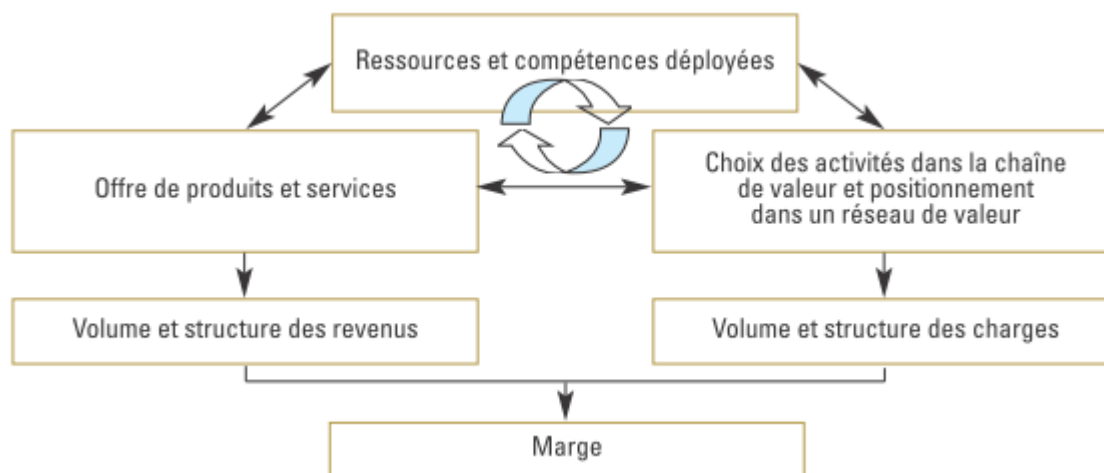 Ressources et compétences déployées
Offre de produits et services
Choix des activités dans la chaîne
de valeur et positionnement
dans un réseau de valeur
Volume et structure des revenus
Volume et structure des charges
Marge